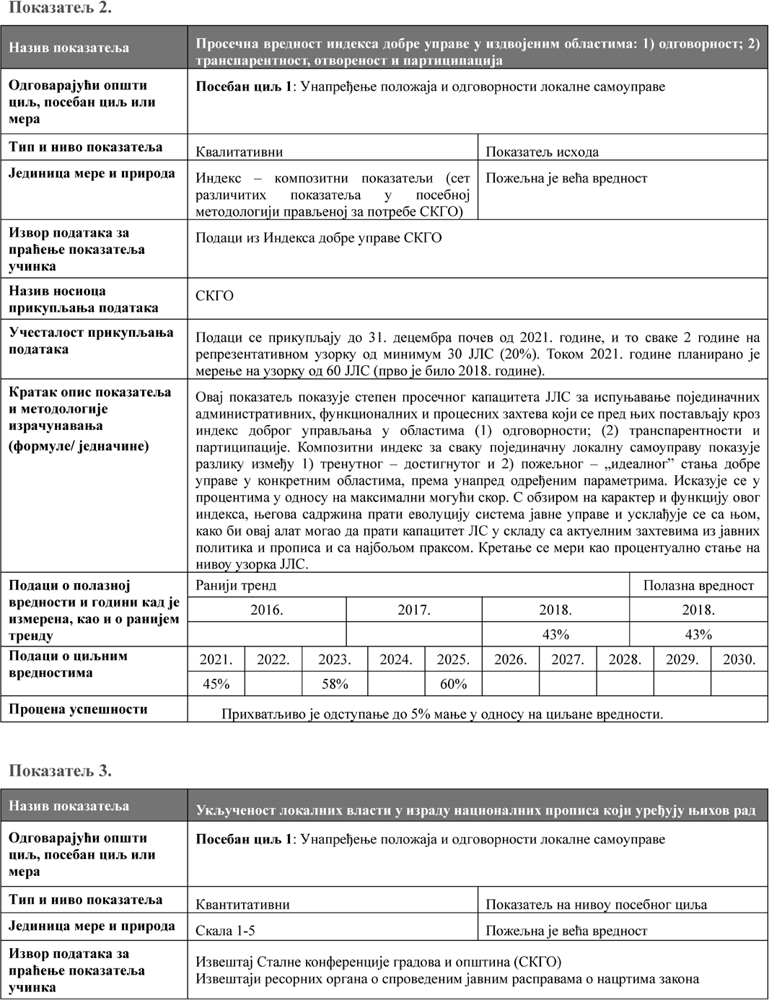 Показатељ 2.
Назив показатеља
Просечна вредност индекса добре управе у издвојеним областима: 1) одговорност; 2)
транспарентност, отвореност и партиципација
Одговарајући општи
циљ, посебан циљ или
мера
Посебан циљ 1: Унапређење положаја и одговорности локалне самоуправе
Тип и ниво показатеља
Квалитативни
Показатељ исхода
Јединица мере и природа
Индекс – композитни показатељи (сет
различитих показатеља у посебној
методологији прављеној за потребе СКГО)
Пожељна је већа вредност
Извор података за
праћење показатеља
учинка
Подаци из Индекса добре управе СКГО
Назив носиоца
прикупљања података
СКГО
Учесталост прикупљања
података
Подаци се прикупљају до 31. децембра почев од 2021. године, и то сваке 2 године на
репрезентативном узорку од минимум 30 ЈЛС (20%). Током 2021. године планирано је
мерење на узорку од 60 ЈЛС (прво је било 2018. године).
Кратак опис показатеља
и методологије
израчунавања
(формуле/ једначине)
Овај показатељ показује степен просечног капацитета ЈЛС за испуњавање појединачних
административних, функционалних и процесних захтева који се пред њих постављају кроз
индекс доброг управљања у областима (1) одговорности; (2) транспарентности и
партиципације. Композитни индекс за сваку појединачну локалну самоуправу показује
разлику између 1) тренутног – достигнутог и 2) пожељног – „идеалног” стања добре
управе у конкретним областима, према унапред одређеним параметрима. Исказује се у
процентима у односу на максимални могући скор. С обзиром на карактер и функцију овог
индекса, његова садржина прати еволуцију система јавне управе и усклађује се са њом,
како би овај алат могао да прати капацитет ЛС у складу са актуелним захтевима из јавних
политика и прописа и са најбољом праксом. Кретање се мери као процентуално стање на
нивоу узорка ЈЛС.
Подаци о полазној
вредности и години кад је
измерена, као и о ранијем
тренду
Ранији тренд
Полазна вредност
2016.
2017.
2018.
2018.
43%
43%
Подаци о циљним
вредностима
2021.
2022.
2023.
2024.
2025.
2026.
2027.
2028.
2029.
2030.
45%
58%
60%
Процена успешности
Прихватљиво је одступање до 5% мање у односу на циљане вредности.
Показатељ 3.
Назив показатеља
Укљученост локалних власти у израду националних прописа који уређују њихов рад
Одговарајући општи
циљ, посебан циљ или
мера
Посебан циљ 1: Унапређење положаја и одговорности локалне самоуправе
Тип и ниво показатеља
Квантитативни
Показатељ на нивоу посебног циља
Јединица мере и природа
Скала 1-5
Пожељна је већа вредност
Извор података за
праћење показатеља
учинка
Извештај Сталне конференције градова и општина (СКГО)
Извештаји ресорних органа о спроведеним јавним расправама о нацртима закона